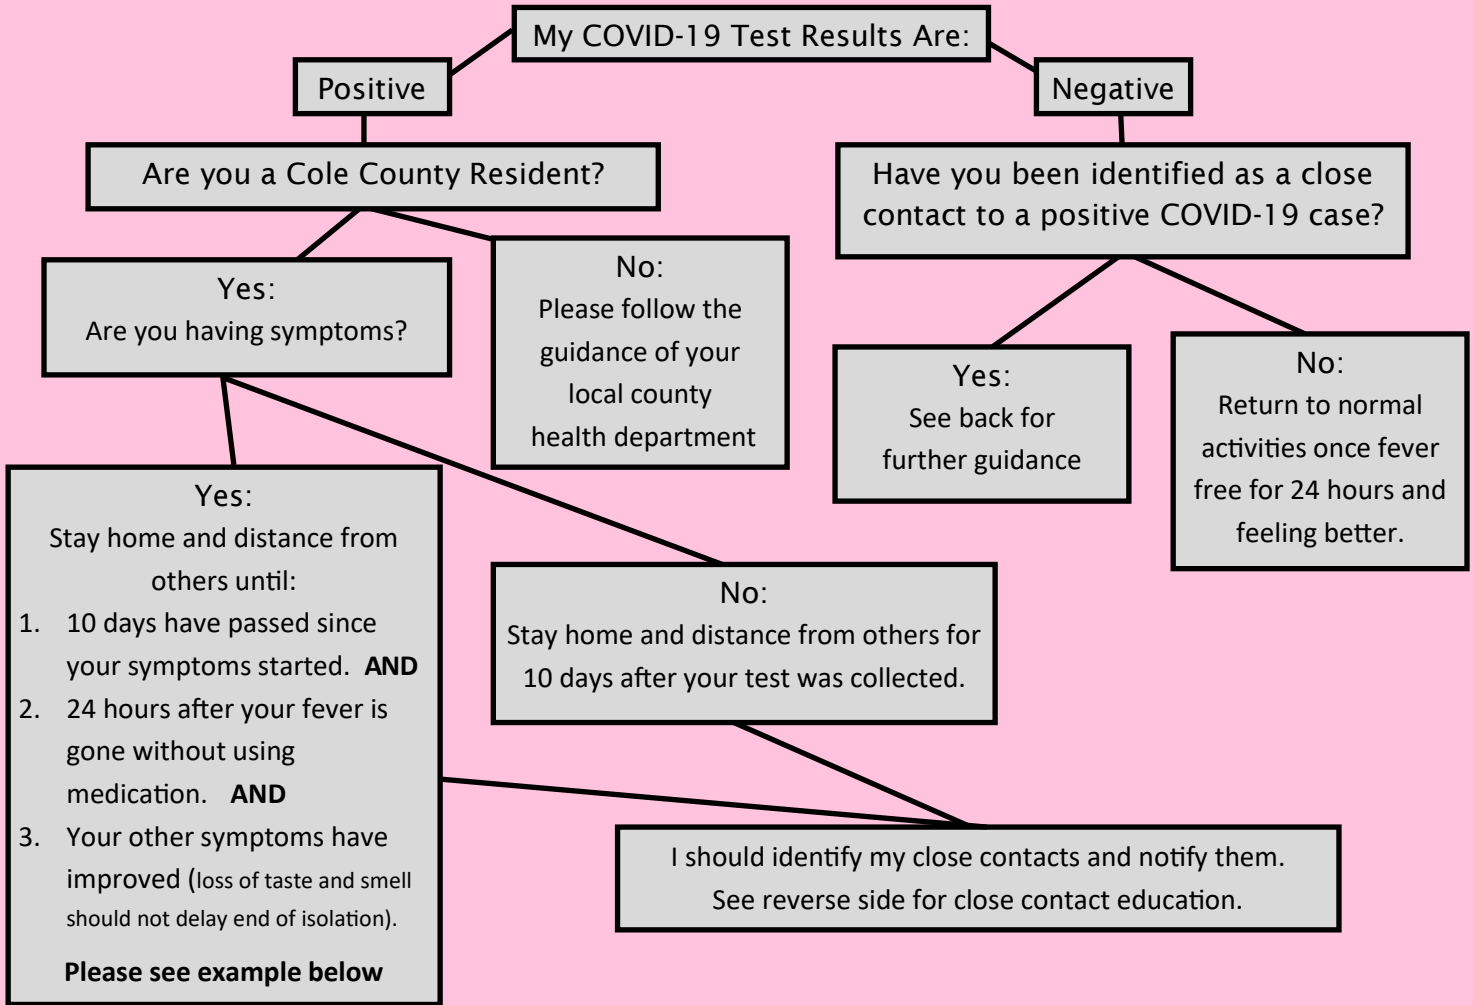 My COVID-19 Test Results Are:
Positive
Negative
Are you a Cole County Resident?
Have you been identified as a close
contact to a positive COVID-19 case?
Yes:
Are you having symptoms?
No:
Please follow the
guidance of your
local county
health department
Yes:
See back for
further guidance
No:
Return to normal
activities once fever
free for 24 hours and
feeling better.
Yes:
Stay home and distance from
others until:
1. 10 days have passed since
your symptoms started. AND
2. 24 hours after your fever is
gone without using
medication. AND
3. Your other symptoms have
improved (loss of taste and smell
should not delay end of isolation).
Please see example below
No:
Stay home and distance from others for
10 days after your test was collected.
I should identify my close contacts and notify them.
See reverse side for close contact education.